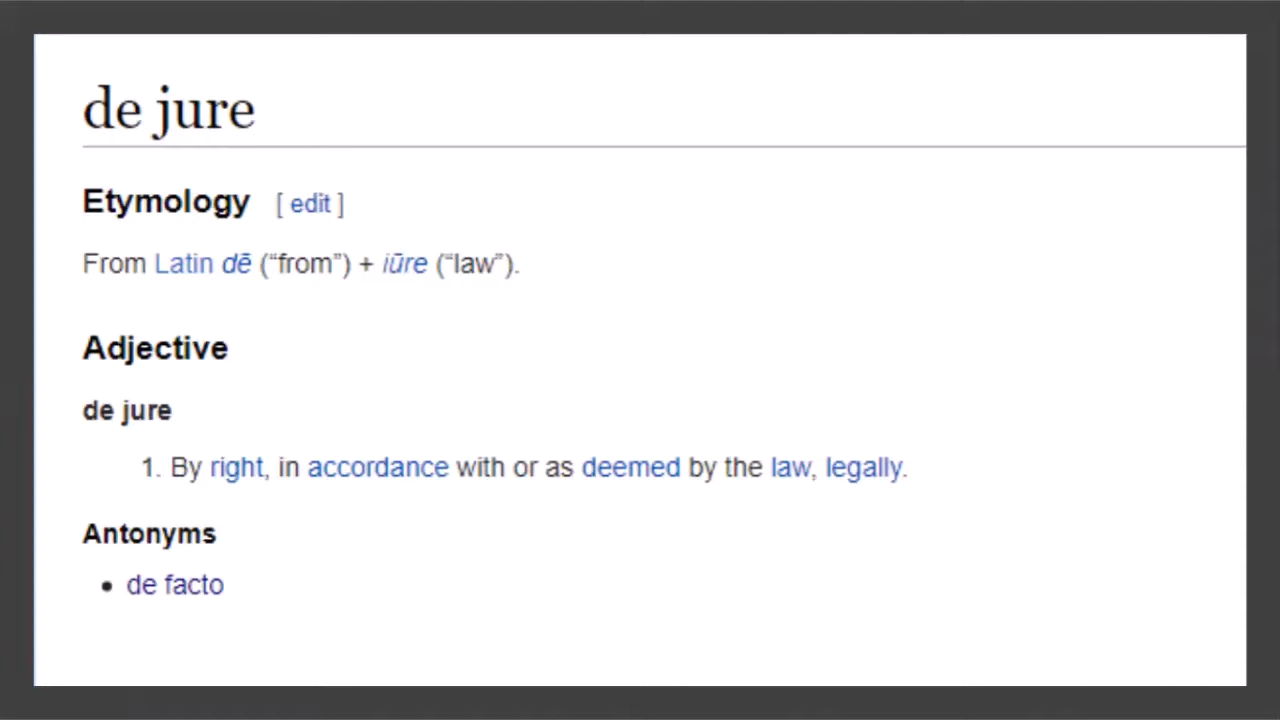 de jure
Etymology [ edit ]
From Latin dē (“from”) + iūre (“law”).
Adjective
de jure
1. By right, in accordance with or as deemed by the law, legally.
Antonyms
• de facto